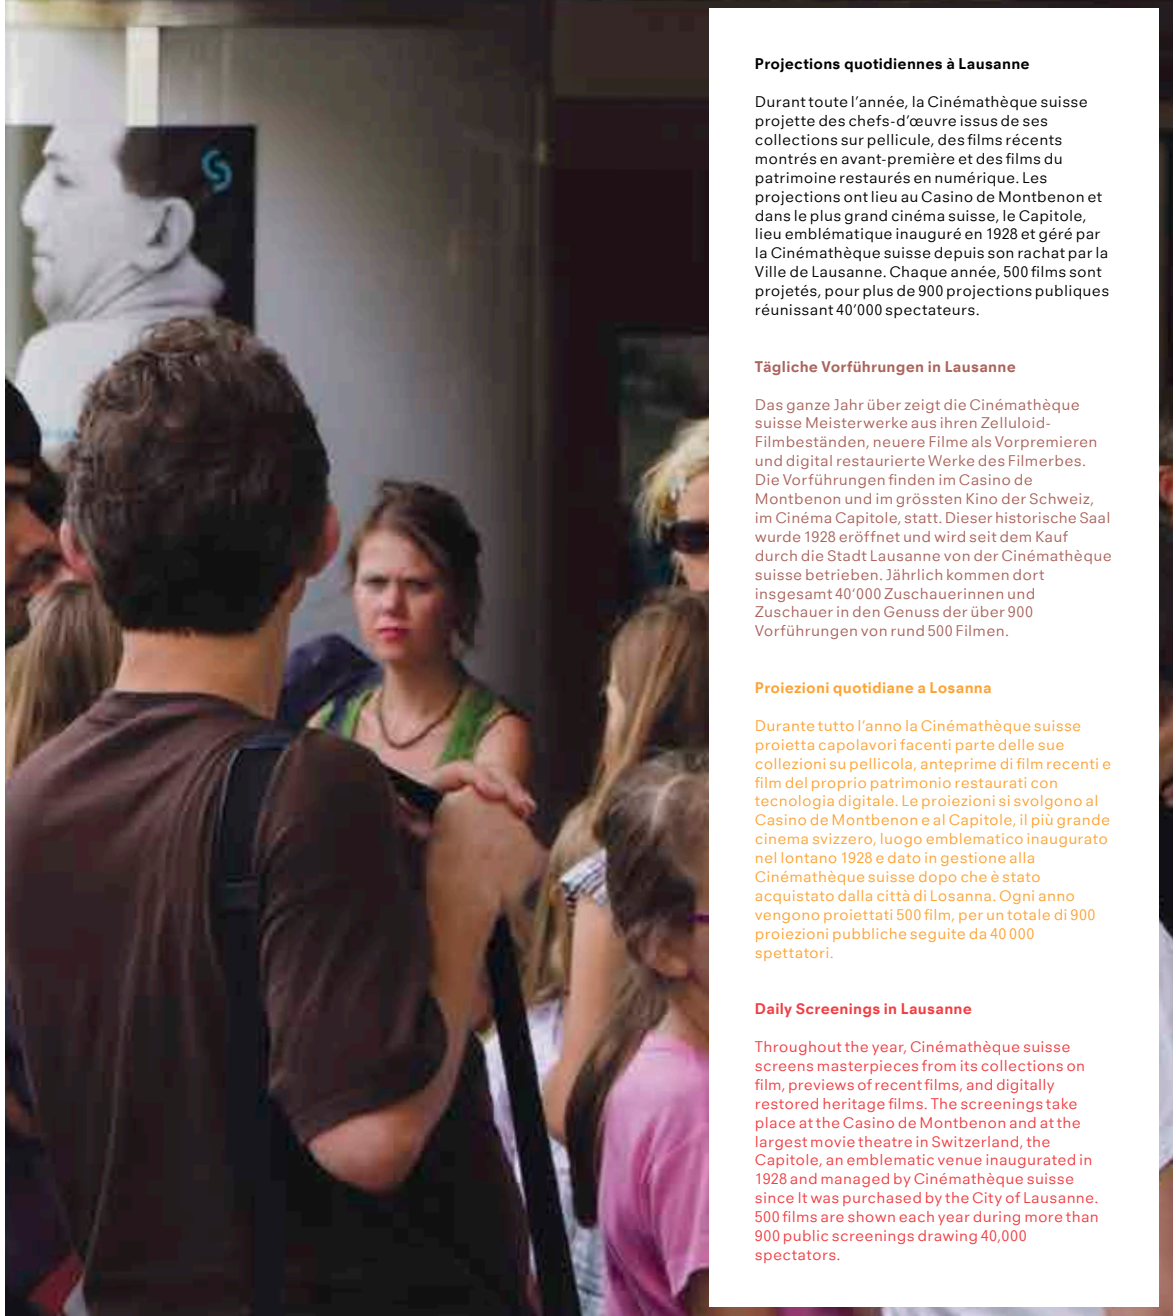 Projections quotidiennes à Lausanne
Durant toute l’année, la Cinémathèque suisse
projette des chefs-d’œuvre issus de ses
collections sur pellicule, des films récents
montrés en avant-première et des films du
patrimoine restaurés en numérique. Les
projections ont lieu au Casino de Montbenon et
dans le plus grand cinéma suisse, le Capitole,
lieu emblématique inauguré en 1928 et géré par
la Cinémathèque suisse depuis son rachat par la
Ville de Lausanne. Chaque année, 500 films sont
projetés, pour plus de 900 projections publiques
réunissant 40’000 spectateurs.
Tägliche Vorführungen in Lausanne
Das ganze Jahr über zeigt die Cinémathèque
suisse Meisterwerke aus ihren Zelluloid-
Filmbeständen, neuere Filme als Vorpremieren
und digital restaurierte Werke des Filmerbes.
Die Vorführungen finden im Casino de
Montbenon und im grössten Kino der Schweiz,
im Cinéma Capitole, statt. Dieser historische Saal
wurde 1928 eröffnet und wird seit dem Kauf
durch die Stadt Lausanne von der Cinémathèque
suisse betrieben. Jährlich kommen dort
insgesamt 40’000 Zuschauerinnen und
Zuschauer in den Genuss der über 900
Vorführungen von rund 500 Filmen.
Proiezioni quotidiane a Losanna
Durante tutto l’anno la Cinémathèque suisse
proietta capolavori facenti parte delle sue
collezioni su pellicola, anteprime di film recenti e
film del proprio patrimonio restaurati con
tecnologia digitale. Le proiezioni si svolgono al
Casino de Montbenon e al Capitole, il più grande
cinema svizzero, luogo emblematico inaugurato
nel lontano 1928 e dato in gestione alla
Cinémathèque suisse dopo che è stato
acquistato dalla città di Losanna. Ogni anno
vengono proiettati 500 film, per un totale di 900
proiezioni pubbliche seguite da 40 000
spettatori.
Daily Screenings in Lausanne
Throughout the year, Cinémathèque suisse
screens masterpieces from its collections on
film, previews of recent films, and digitally
restored heritage films. The screenings take
place at the Casino de Montbenon and at the
largest movie theatre in Switzerland, the
Capitole, an emblematic venue inaugurated in
1928 and managed by Cinémathèque suisse
since It was purchased by the City of Lausanne.
500 films are shown each year during more than
900 public screenings drawing 40,000
spectators.